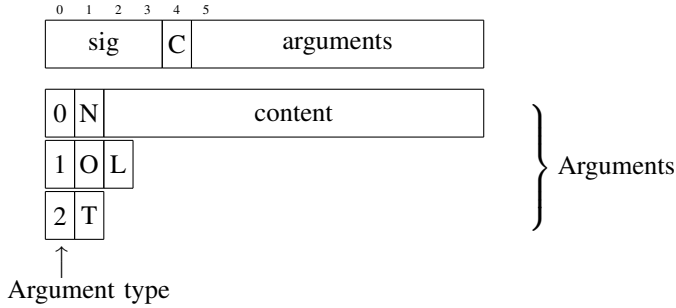 0 1 2 3 4 5
sig C arguments
0 N content
1 O L
Arguments
2 T
Argument type